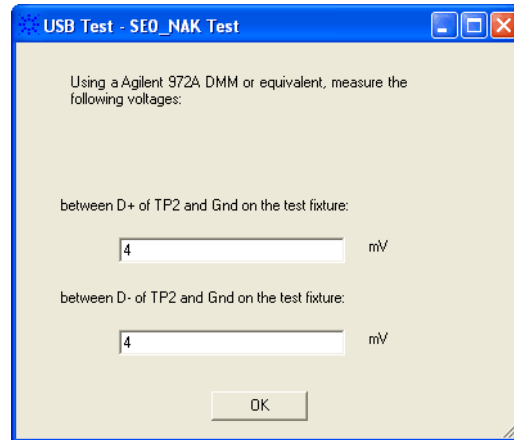 USB Test - SE0_NAK Test
Using a Agilent 972A DMM or equivalent, measure the
following voltages:
between D+ of TP2 and Gnd on the test fixture:
4 mV
between D- of TP2 and Gnd on the test fixture:
4 mV
OK